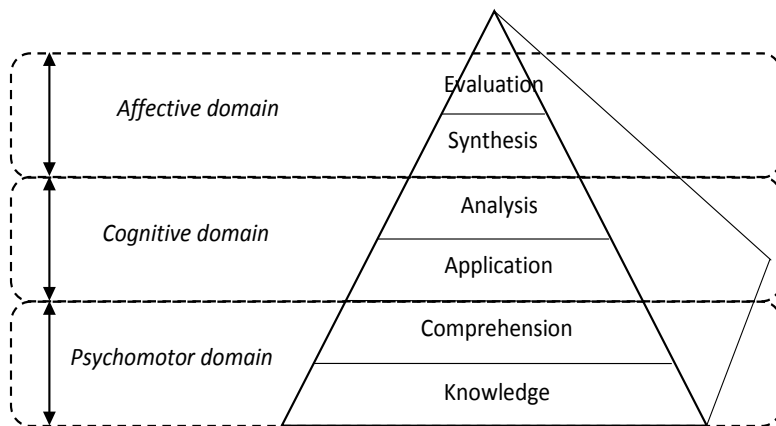 Evaluation
Affective domain
Synthesis
Analysis
Cognitive domain
Application
Comprehension
Psychomotor domain
Knowledge